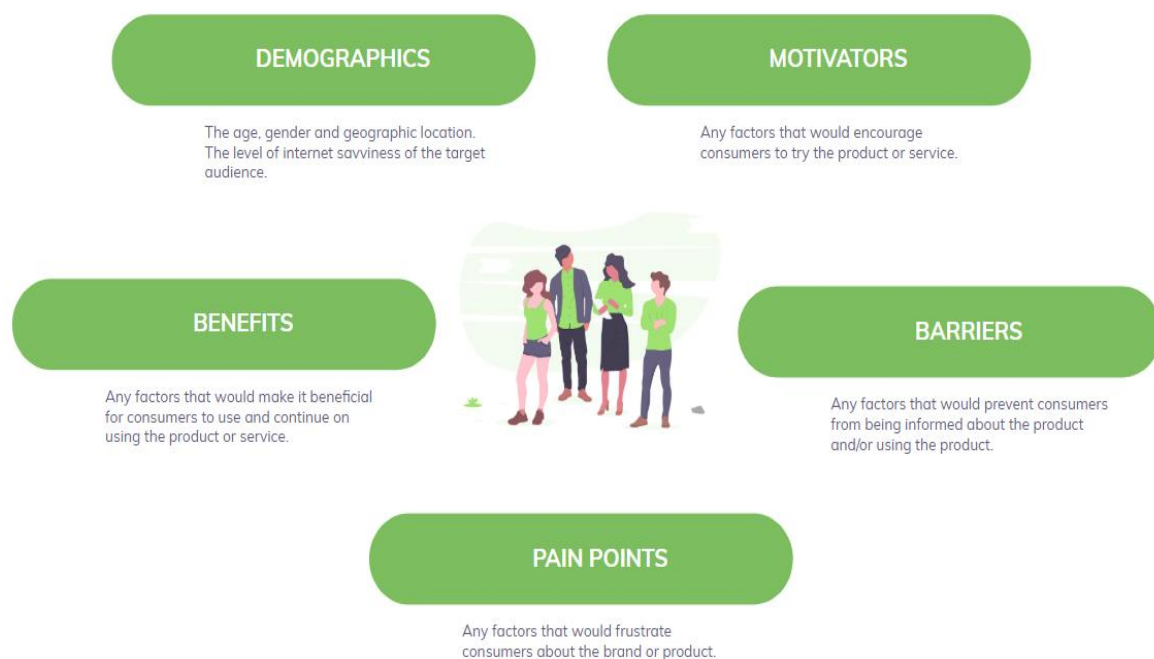 DEMOGRAPHICS
The age, gender and geographic location.
The level of internet savviness of the target
audience.
MOTIVATORS
Any factors that would encourage
consumers to try the product or service.
BENEFITS
Any factors that would make it beneficial
for consumers to use and continue on
using the product or service.
BARRIERS
Any factors that would prevent consumers
from being informed about the product
and/or using the product.
PAIN POINTS
Any factors that would frustrate
consumers about the brand or product.